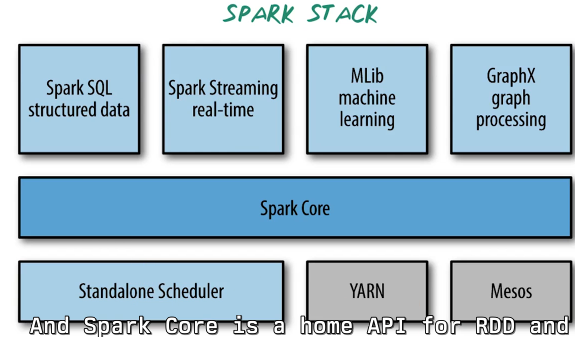 SPARK STACK
Spark SQL
structured data
Spark Streaming
real-time
MLib
machine
learning
GraphX
graph
processing
Spark Core
Standalone Scheduler
YARN
Mesos
And Spark Core is a home API for RDD and